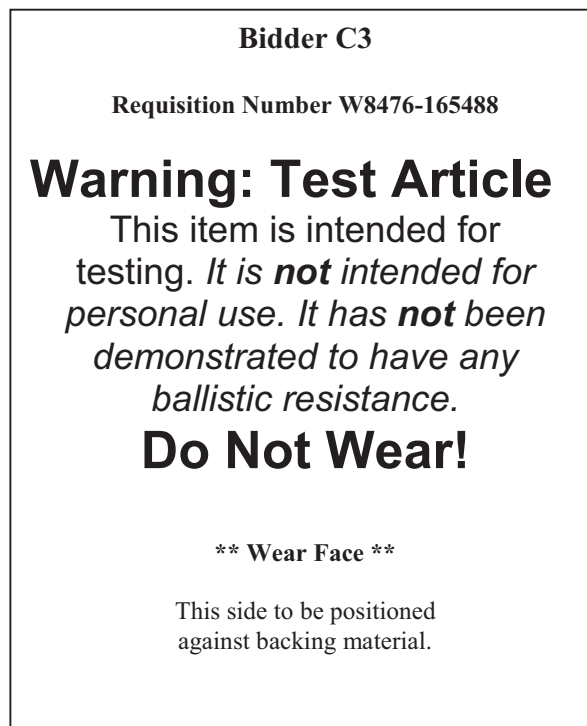 Bidder C3
Requisition Number W8476-165488
Warning: Test Article
This item is intended for
testing. It is not intended for
personal use. It has not been
demonstrated to have any
ballistic resistance.
Do Not Wear!
** Wear Face **
This side to be positioned
against backing material.